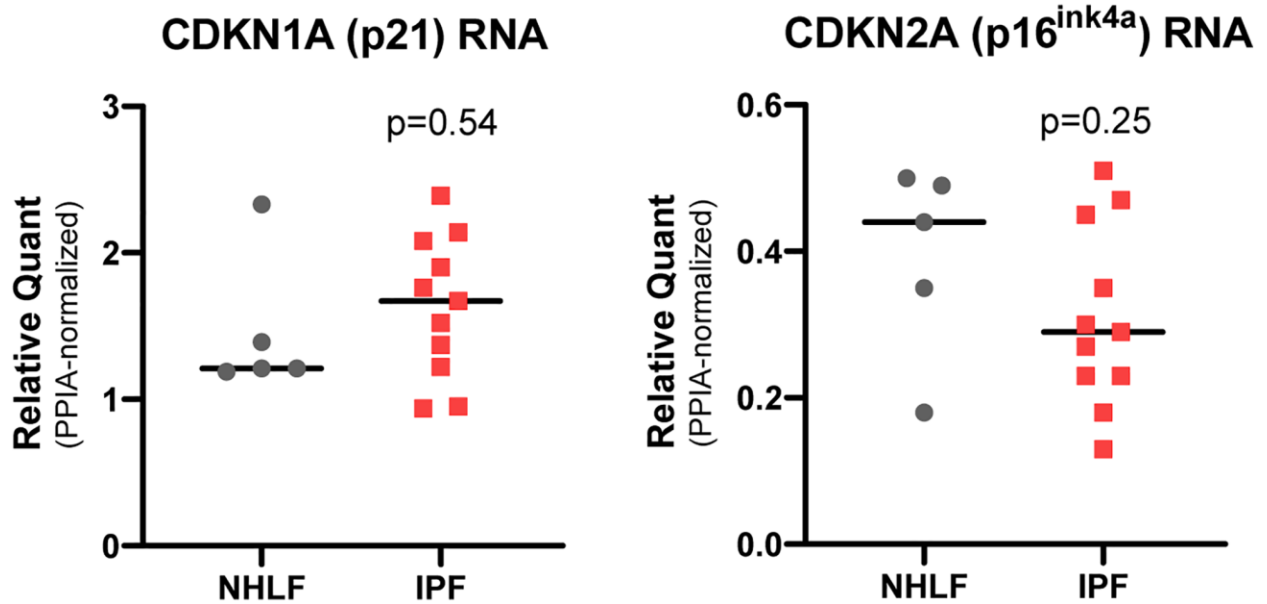 CDKN1A (p21) RNA
p=0.54
3
2
1
0
Relative Quant
(PPIA-normalized)
NHLF IPF
CDKN2A (p16ink4a) RNA
p=0.25
0.6
0.4
0.2
0.0
Relative Quant
(PPIA-normalized)
NHLF IPF